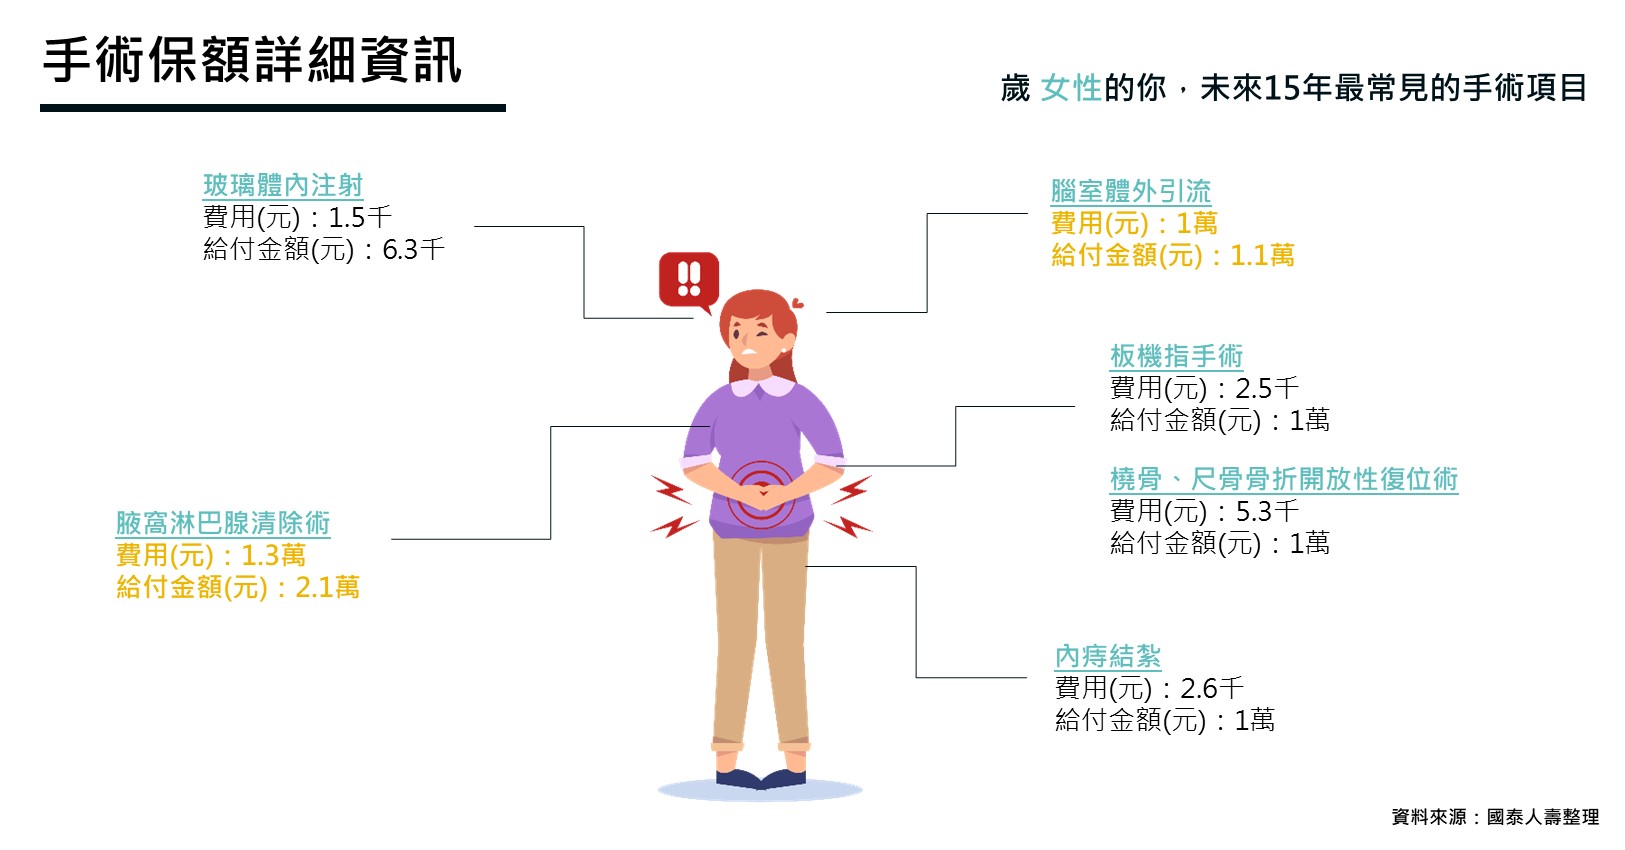 手術保額詳細資訊
歲 女性的你，未來15年最常見的手術項目
玻璃體內注射
費用(元)：1.5千
給付金額(元)：6.3千
腦室體外引流
費用(元)：1萬
給付金額(元)：1.1萬
!!
板機指手術
費用(元)：2.5千
給付金額(元)：1萬
橈骨、尺骨骨折開放性復位術
費用(元)：5.3千
給付金額(元)：1萬
腋窩淋巴腺清除術
費用(元)：1.3萬
給付金額(元)：2.1萬
內痔結紮
費用(元)：2.6千
給付金額(元)：1萬
資料來源：國泰人壽整理